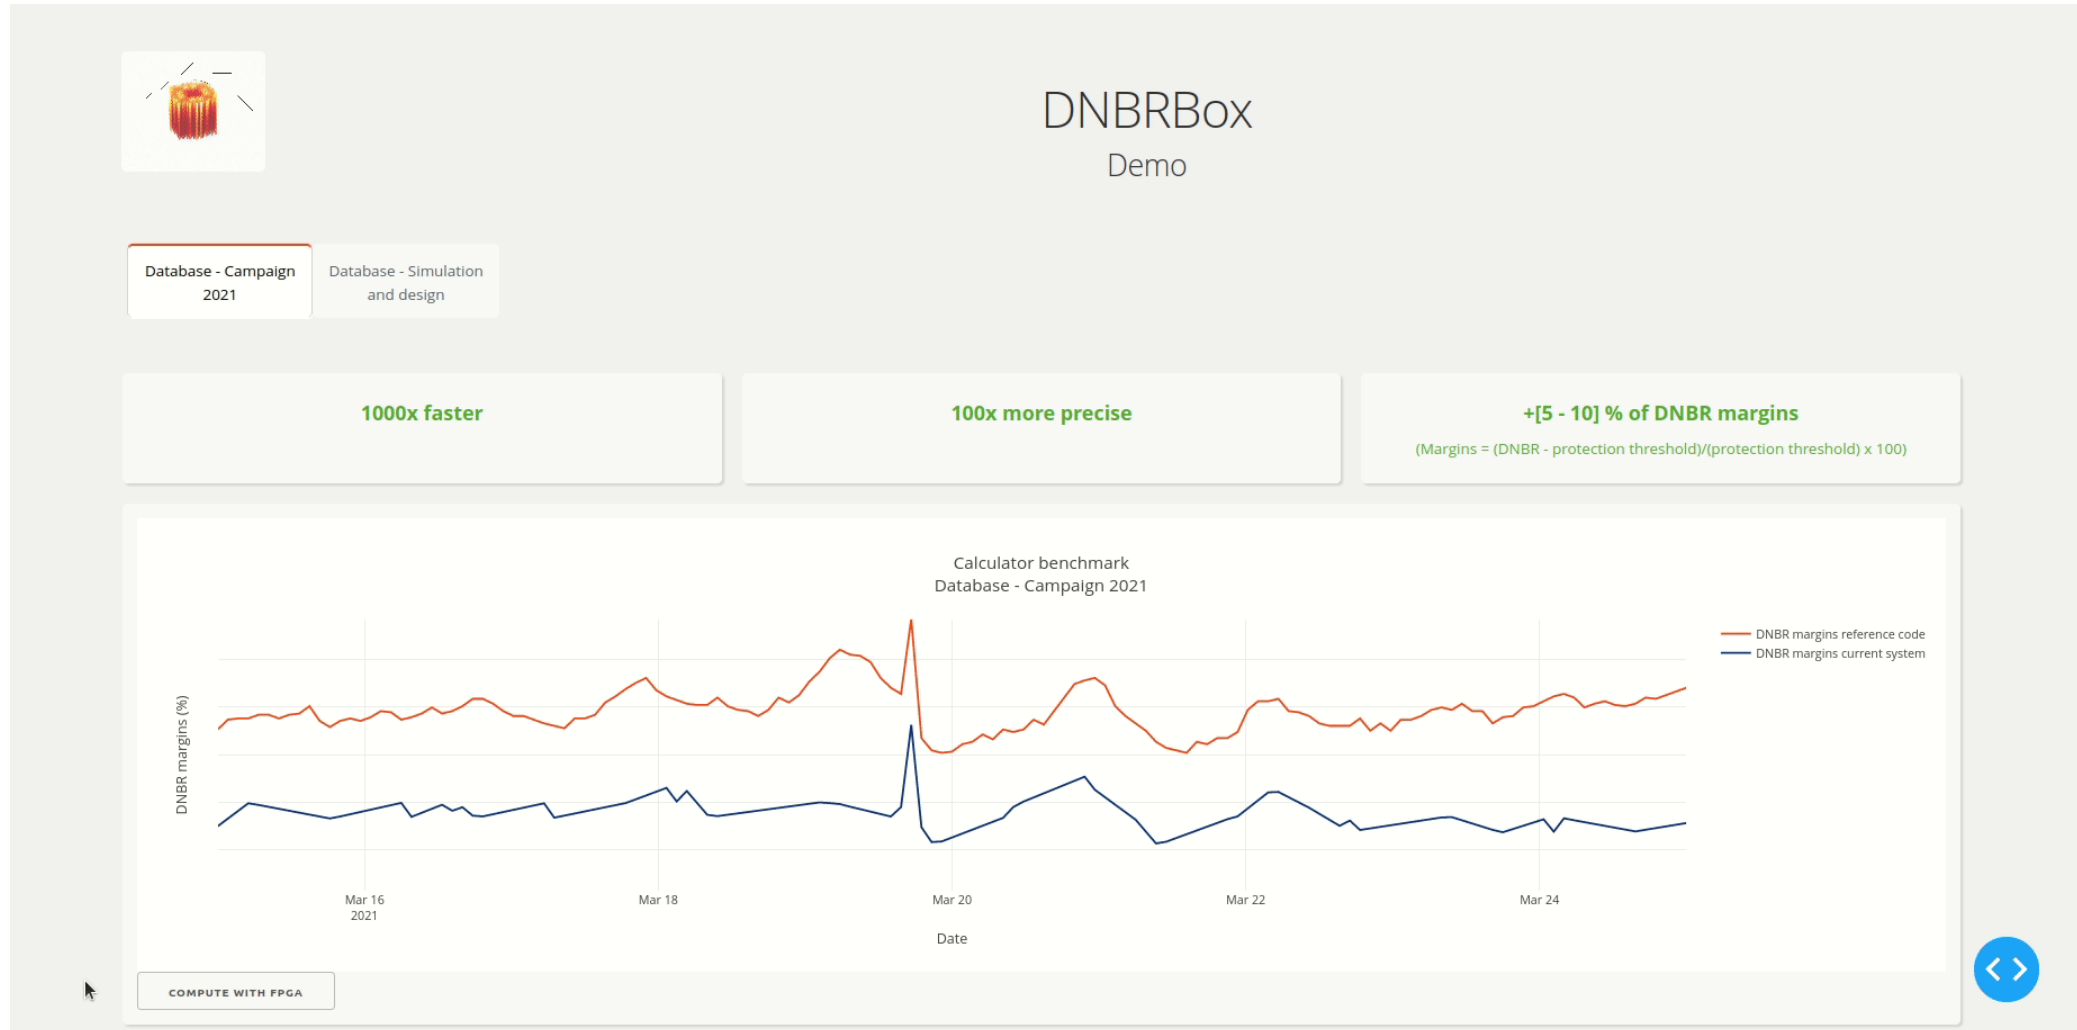 DNBRBox
Demo
Database - Campaign
2021
Database - Simulation
and design
1000x faster
100x more precise
+[5 - 10] % of DNBR margins
(Margins = (DNBR - protection threshold)/(protection threshold) x 100)
Calculator benchmark
Database - Campaign 2021
DNBR margins reference code
DNBR margins current system
DNBR margins (%)
Mar 16
2021
Mar 18
Mar 20
Mar 22
Mar 24
Date
COMPUTE WITH FPGA